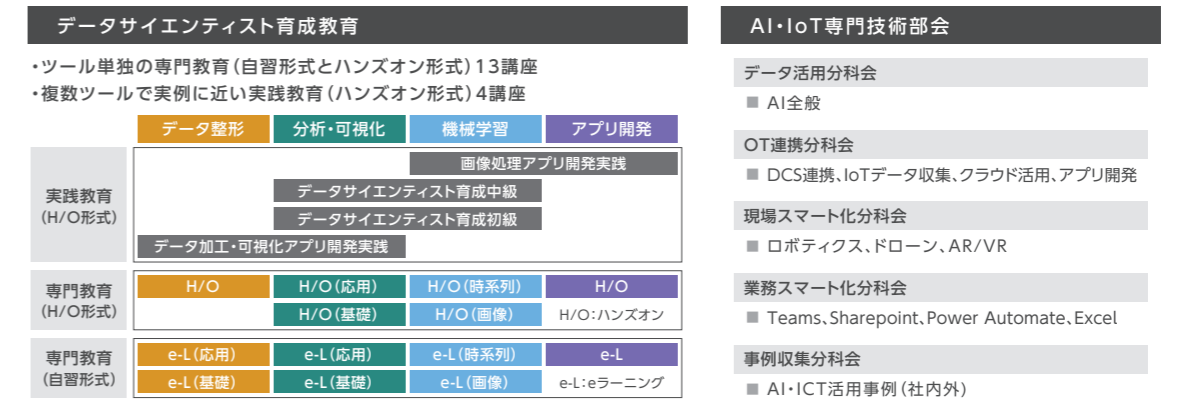 データサイエンティスト育成教育
・ツール単独の専門教育（自習形式とハンズオン形式）13講座
・複数ツールで実例に近い実践教育（ハンズオン形式）4講座
データ整形 分析・可視化 機械学習 アプリ開発
実践教育
（H/O形式）
画像処理アプリ開発実践
データサイエンティスト育成中級
データサイエンティスト育成初級
データ加工・可視化アプリ開発実践
専門教育
（H/O形式）
H/O H/O（応用） H/O（時系列） H/O
H/O（基礎） H/O（画像） H/O：ハンズオン
専門教育
（自習形式）
e-L（応用） e-L（応用） e-L（時系列） e-L
e-L（基礎） e-L（基礎） e-L（画像） e-L：eラーニング
AI・IoT専門技術部会
データ活用分科会
■ AI全般
OT連携分科会
■ DCS連携、IoTデータ収集、クラウド活用、アプリ開発
現場スマート化分科会
■ ロボティクス、ドローン、AR/VR
業務スマート化分科会
■ Teams、Sharepoint、Power Automate、Excel
事例収集分科会
■ AI・ICT活用事例（社内外）